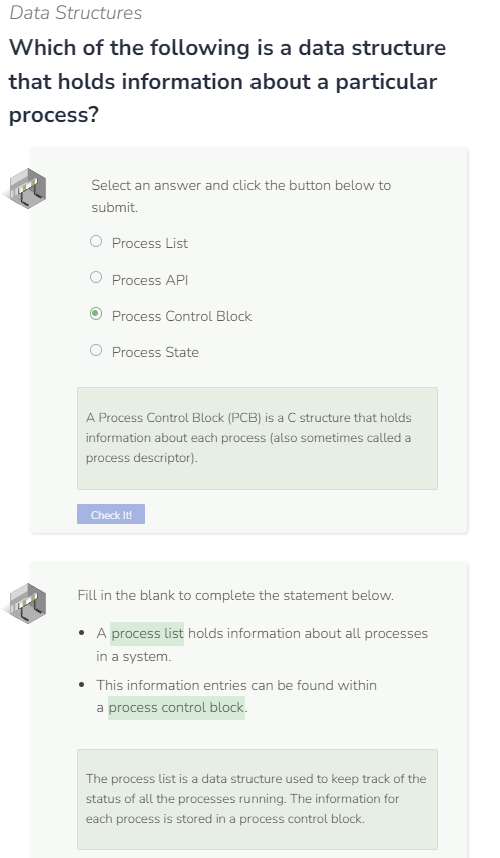 Data Structures
Which of the following is a data structure
that holds information about a particular
process?
Select an answer and click the button below to
submit.
Process List
Process API
Process Control Block
Process State
A Process Control Block (PCB) is a C structure that holds
information about each process (also sometimes called a
process descriptor).
Check It!
Fill in the blank to complete the statement below.
• A process list holds information about all processes
in a system.
• This information entries can be found within
a process control block.
The process list is a data structure used to keep track of the
status of all the processes running. The information for
each process is stored in a process control block.